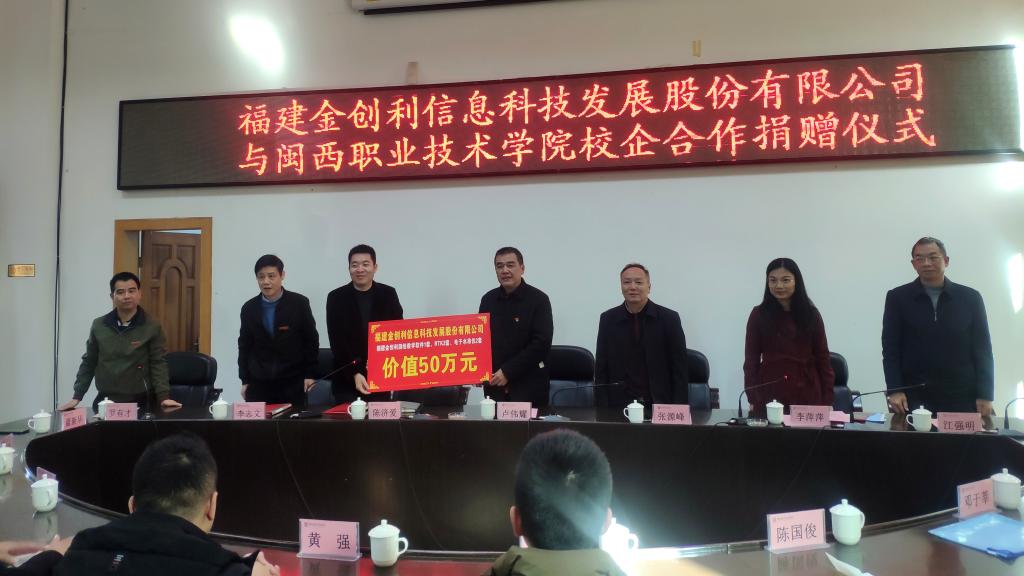 福建金创利信息科技发展股份有限公司
与闽西职业技术学院校企合作捐赠仪式
福建金创利信息科技发展股份有限公司
价值50万元
罗有才
李志文
陈济爱
卢伟耀
张源峰
李萍萍
江强明
黄强
陈国俊
邓于莘